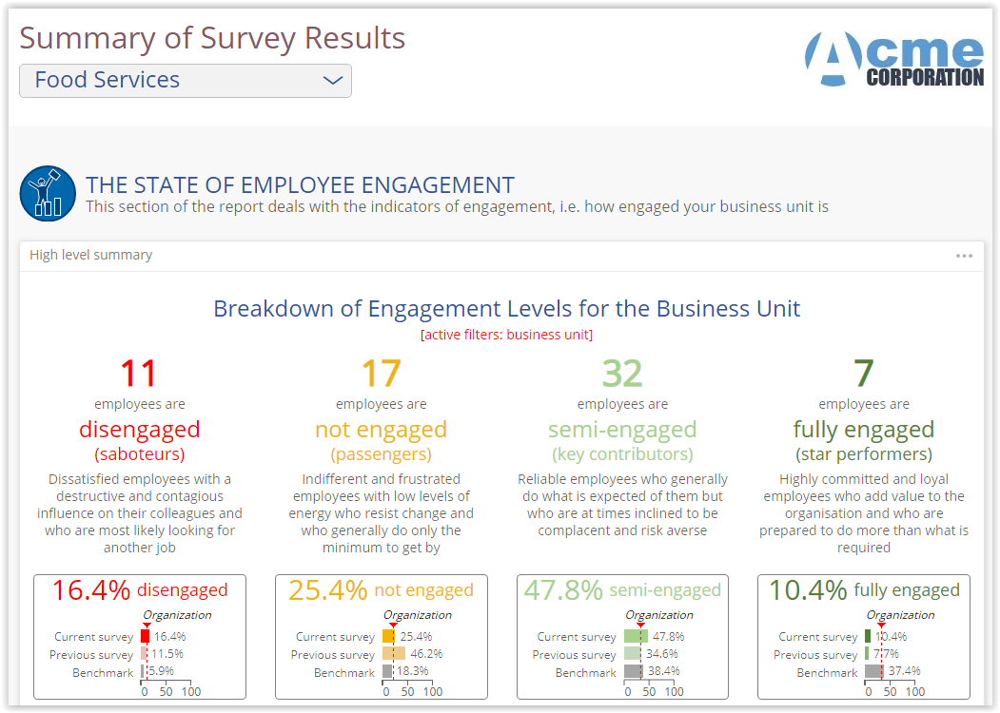 Summary of Survey Results
Acme
CORPORATION
Food Services
THE STATE OF EMPLOYEE ENGAGEMENT
This section of the report deals with the indicators of engagement, i.e. how engaged your business unit is
High level summary
Breakdown of Engagement Levels for the Business Unit
[active filters: business unit]
11
employees are
disengaged
(saboteurs)
Dissatisfied employees with a
destructive and contagious
influence on their colleagues and
who are most likely looking for
another job
17
employees are
not engaged
(passengers)
Indifferent and frustrated
employees with low levels of
energy who resist change and
who generally do only the
minimum to get by
32
employees are
semi-engaged
(key contributors)
Reliable employees who generally
do what is expected of them but
who are at times inclined to be
complacent and risk averse
7
employees are
fully engaged
(star performers)
Highly committed and loyal
employees who add value to the
organisation and who are
prepared to do more than what is
required
16.4% disengaged
Organization
Current survey 16.4%
Previous survey 11.5%
Benchmark 5.9%
0 50 100
25.4% not engaged
Organization
Current survey 25.4%
Previous survey 46.2%
Benchmark 18.3%
0 50 100
47.8% semi-engaged
Organization
Current survey 47.8%
Previous survey 34.6%
Benchmark 38.4%
0 50 100
10.4% fully engaged
Organization
Current survey 10.4%
Previous survey 7.7%
Benchmark 37.4%
0 50 100